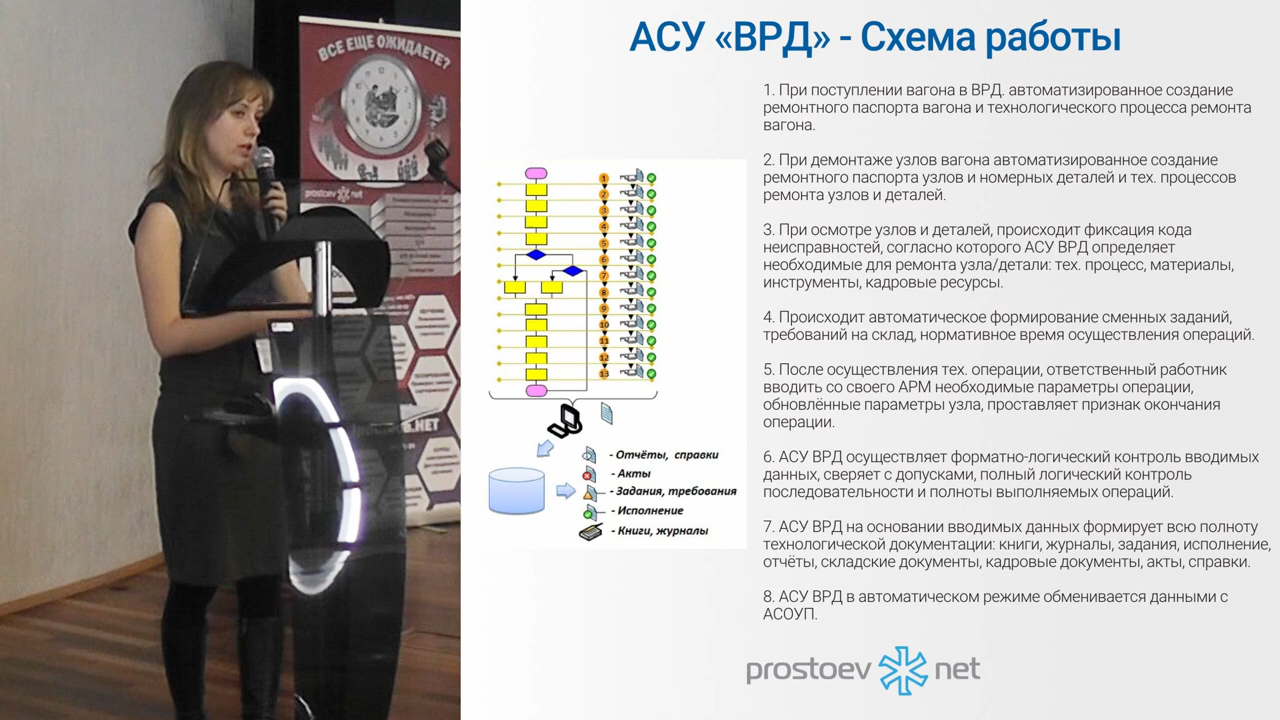 АСУ «ВРД» - Схема работы
ВСЕ ЕЩЕ ОЖИДАЕТЕ?
prostoev net
ОБУЧЕНИЕ
.NET
1. При поступлении вагона в ВРД. автоматизированное создание
ремонтного паспорта вагона и технологического процесса ремонта
вагона.
2. При демонтаже узлов вагона автоматизированное создание
ремонтного паспорта узлов и номерных деталей и тех. процессов
ремонта узлов и деталей.
3. При осмотре узлов и деталей, происходит фиксация кода
неисправностей, согласно которого АСУ ВРД определяет
необходимые для ремонта узла/детали: тех. процесс, материалы,
инструменты, кадровые ресурсы.
4. Происходит автоматическое формирование сменных заданий,
требований на склад, нормативное время осуществления операций.
5. После осуществления тех. операции, ответственный работник
вводить со своего АРМ необходимые параметры операции,
обновлённые параметры узла, проставляет признак окончания
операции.
6. АСУ ВРД осуществляет форматно-логический контроль вводимых
данных, сверяет с допусками, полный логический контроль
последовательности и полноты выполняемых операций.
7. АСУ ВРД на основании вводимых данных формирует всю полноту
технологической документации: книги, журналы, задания, исполнение,
отчёты, складские документы, кадровые документы, акты, справки.
8. АСУ ВРД в автоматическом режиме обменивается данными с
АСОУП.
1
2
3
4
5
6
7
8
9
10
11
12
13
- Отчёты, справки
- Акты
- Задания, требования
- Исполнение
- Книги, журналы
prostoev net